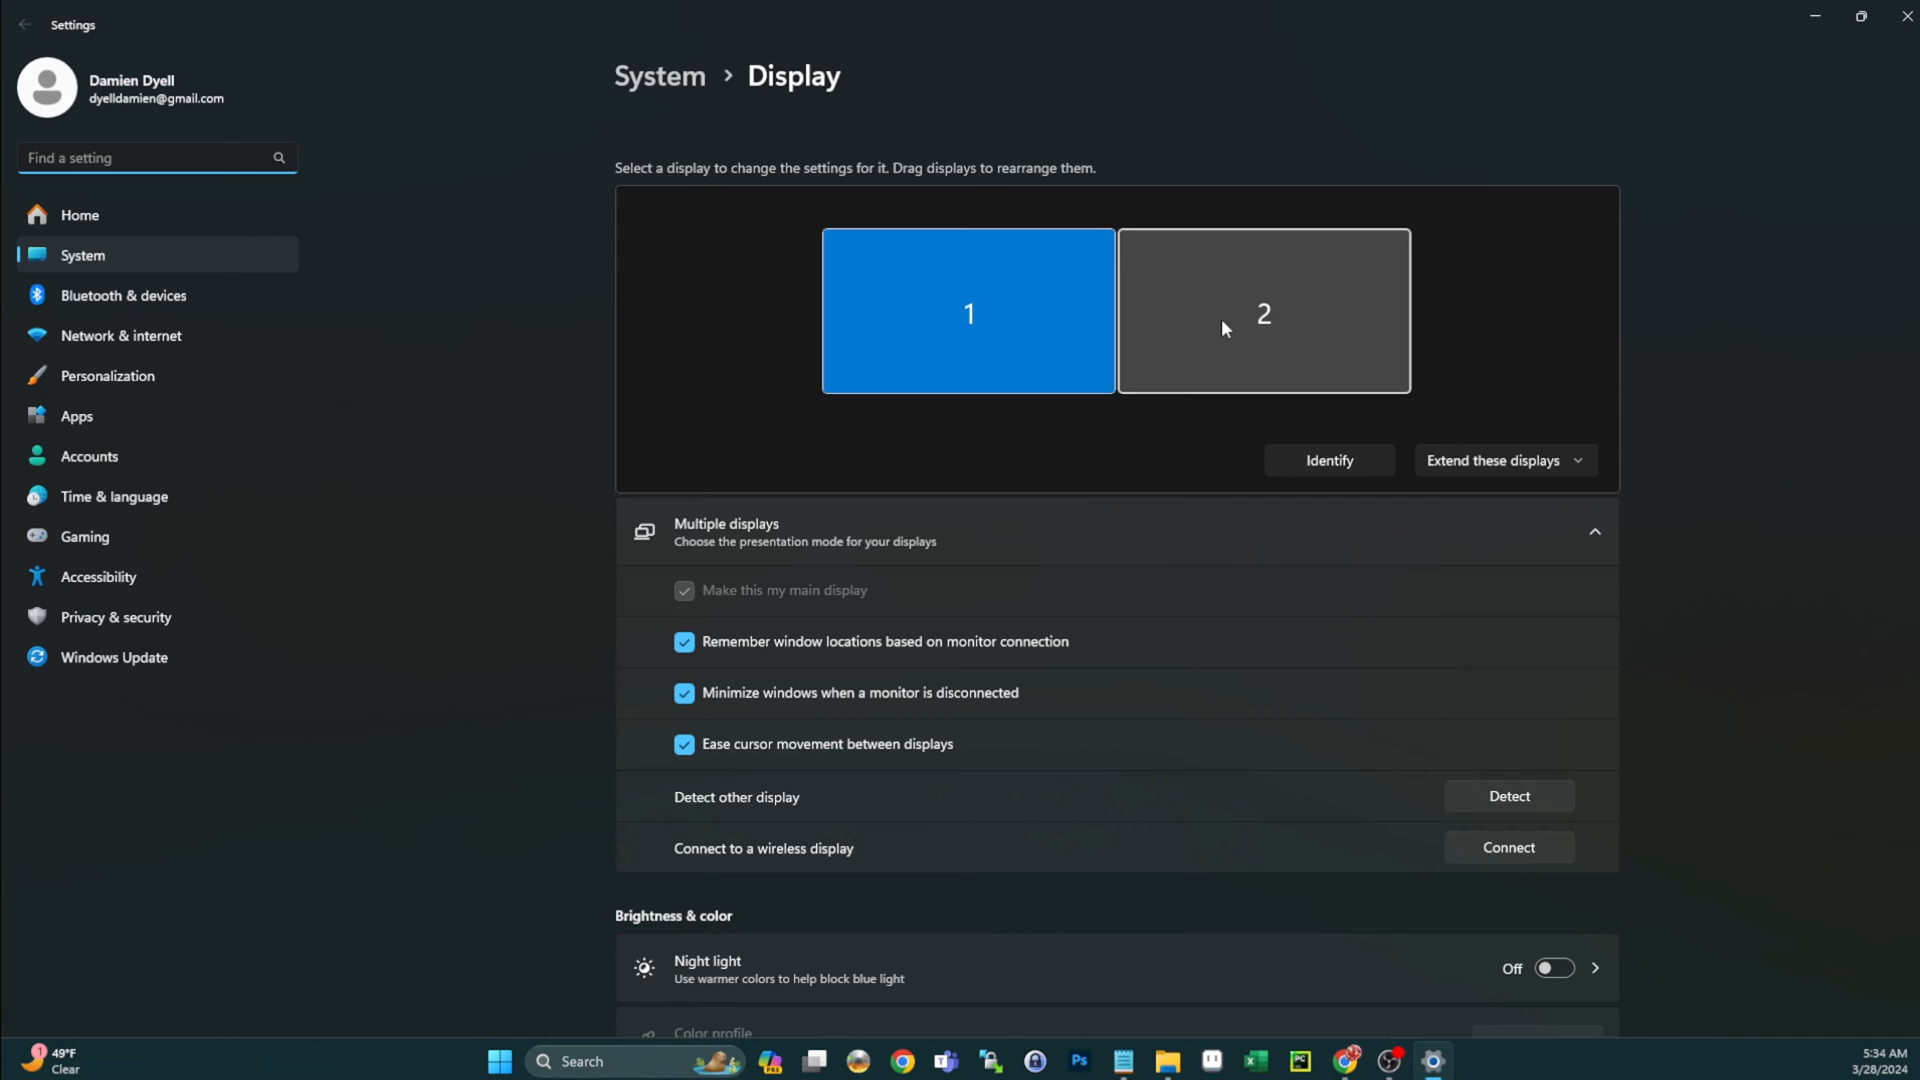 Settings
Damien Dyell
dyelldamien@gmail.com
Find a setting
Home
System
Bluetooth & devices
Network & internet
Personalization
Apps
Accounts
Time & language
Gaming
Accessibility
Privacy & security
Windows Update
System > Display
Select a display to change the settings for it. Drag displays to rearrange them.
1
2
Identify
Extend these displays
Multiple displays
Choose the presentation mode for your displays
Make this my main display
Remember window locations based on monitor connection
Minimize windows when a monitor is disconnected
Ease cursor movement between displays
Detect other display
Detect
Connect to a wireless display
Connect
Brightness & color
Night light
Use warmer colors to help block blue light
Off
Color profile
1
49°F
Clear
Search
PRE
Ps
PC
5:34 AM
3/28/2024